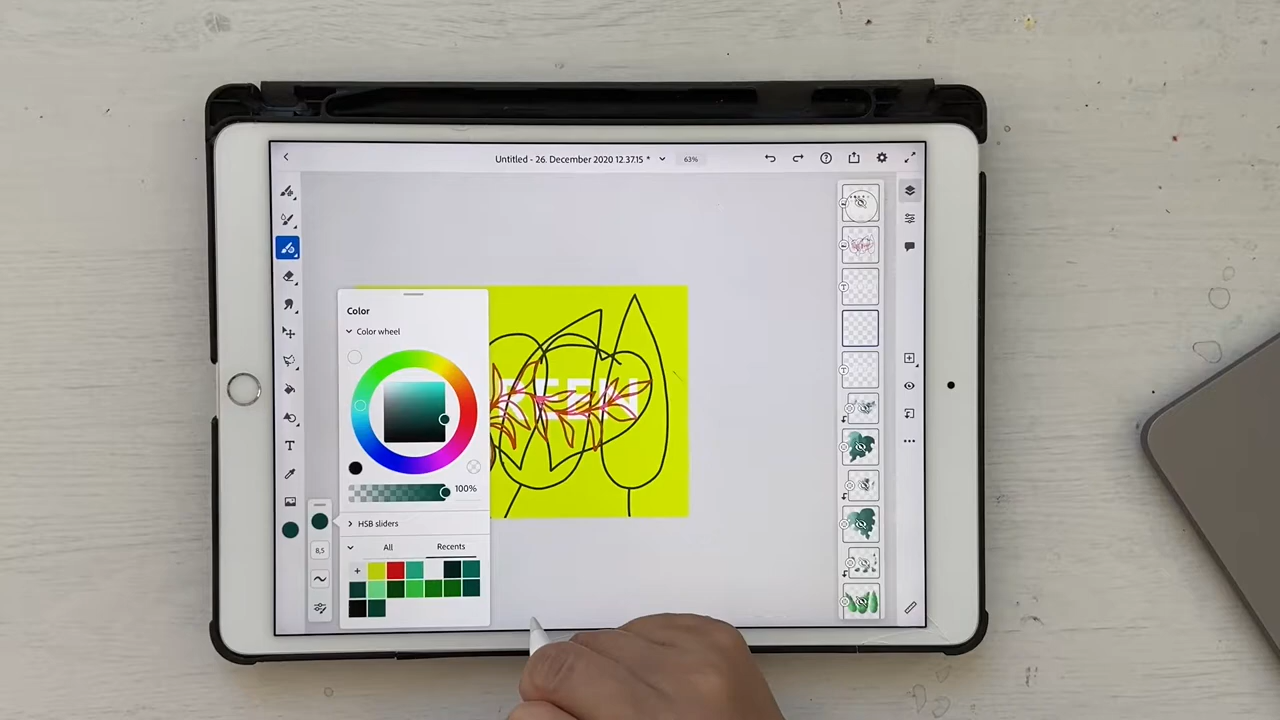 Untitled - 26. December 2020 12.37.15 *
63%
Color
Color wheel
100%
HSB sliders
All
Recents
8,5
T
T
T